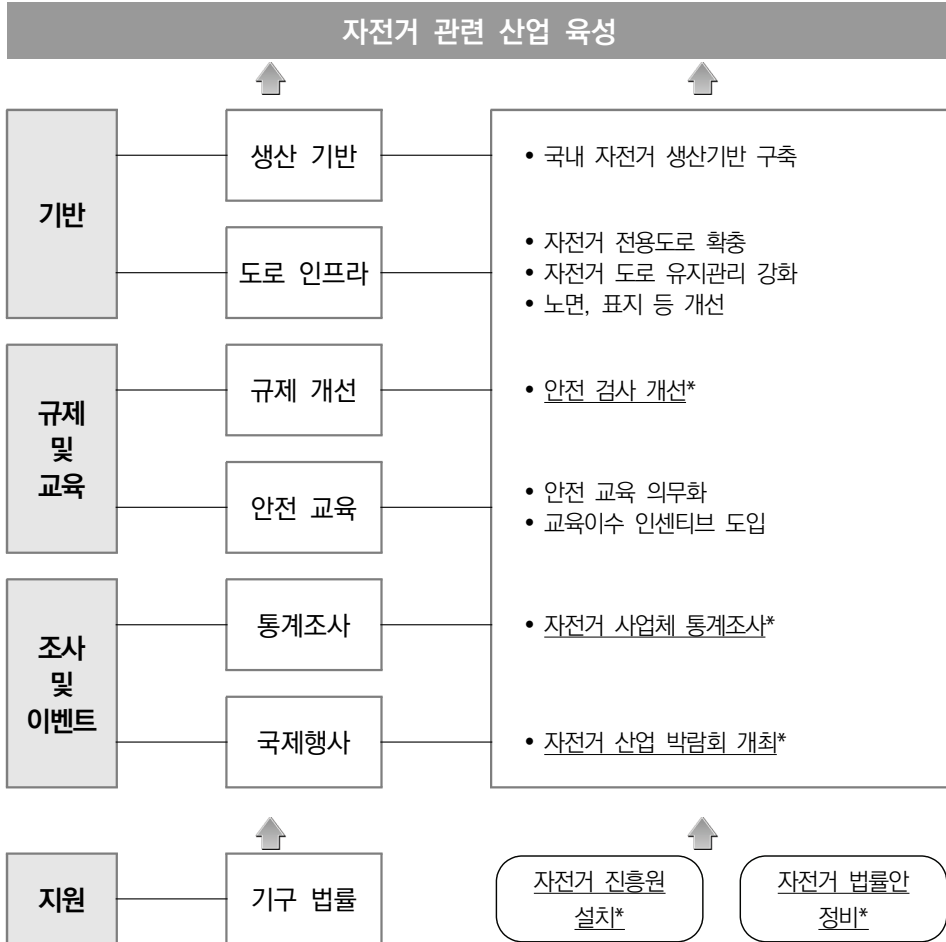 자전거 관련 산업 육성
기반
생산 기반
• 국내 자전거 생산기반 구축
도로 인프라
• 자전거 전용도로 확충
• 자전거 도로 유지관리 강화
• 노면, 표지 등 개선
규제
및
교육
규제 개선
• 안전 검사 개선*
안전 교육
• 안전 교육 의무화
• 교육이수 인센티브 도입
조사
및
이벤트
통계조사
• 자전거 사업체 통계조사*
국제행사
• 자전거 산업 박람회 개최*
지원
기구 법률
자전거 진흥원
설치*
자전거 법률안
정비*